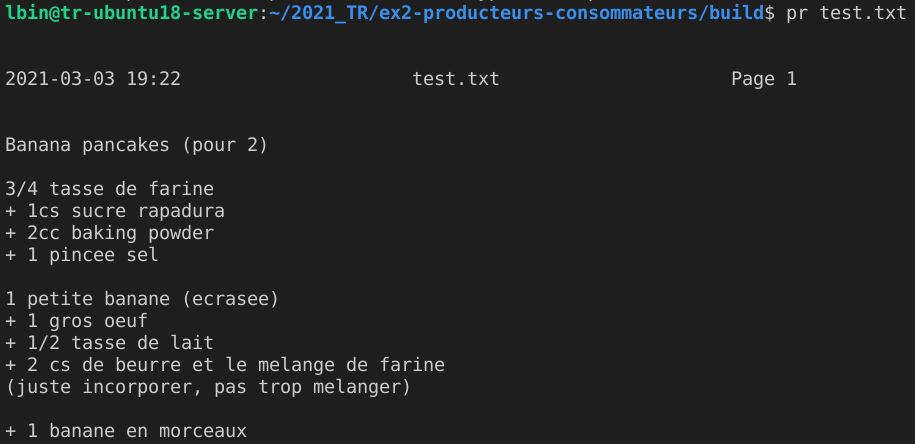 lbin@tr-ubuntu18-server:~/2021_TR/ex2-producteurs-consommateurs/build$ pr test.txt
2021-03-03 19:22 test.txt Page 1
Banana pancakes (pour 2)
3/4 tasse de farine
+ 1cs sucre rapadura
+ 2cc baking powder
+ 1 pincee sel
1 petite banane (ecrasee)
+ 1 gros oeuf
+ 1/2 tasse de lait
+ 2 cs de beurre et le melange de farine
(juste incorporer, pas trop melanger)
+ 1 banane en morceaux